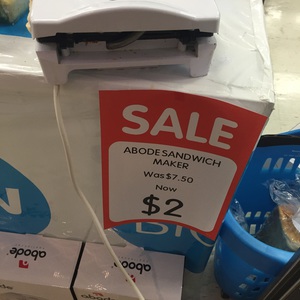 SALE
ABODE SANDWICH
MAKER
Was $7.50
Now
$2
abode
abode